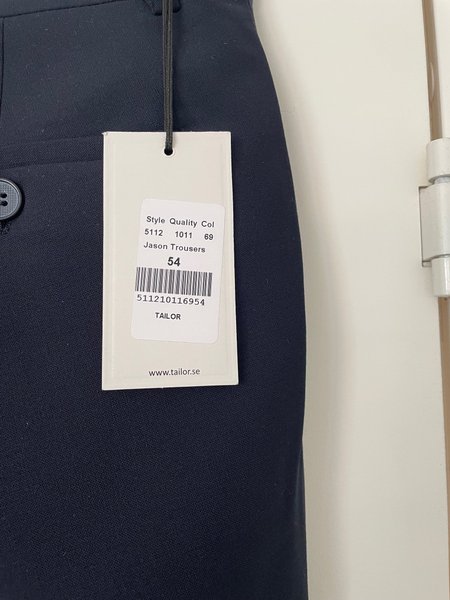 Style Quality Col
5112 1011 69
Jason Trousers
54
511210116954
TAILOR
www.tailor.se